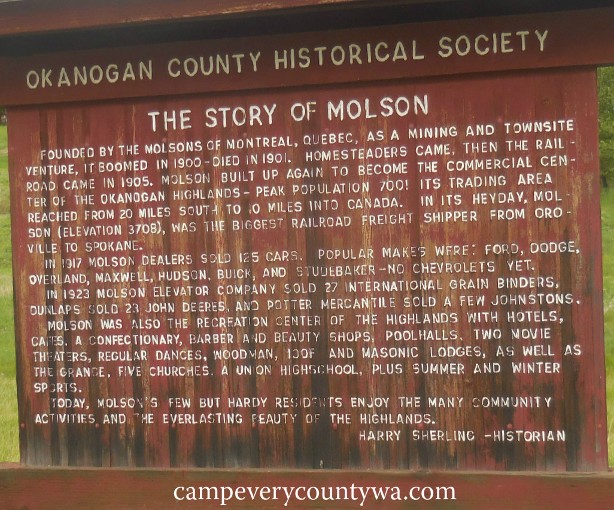 OKANOGAN COUNTY HISTORICAL SOCIETY
THE STORY OF MOLSON
FOUNDED BY THE MOLSONS OF MONTREAL, QUEBEC, AS A MINING AND TOWNSITE
VENTURE, IT BOOMED IN 1900-DIED IN 1901. HOMESTEADERS CAME, THEN THE RAIL-
ROAD CAME IN 1905. MOLSON BUILT UP AGAIN TO BECOME THE COMMERCIAL CEN-
TER OF THE OKANOGAN HIGHLANDS-PEAK POPULATION 700! ITS TRADING AREA
REACHED FROM 20 MILES SOUTH TO 10 MILES INTO CANADA. IN ITS HEYDAY, MOL-
SON (ELEVATION 3708), WAS THE BIGGEST RAILROAD FREIGHT SHIPPER FROM ORO-
VILLE TO SPOKANE.
IN 1917 MOLSON DEALERS SOLD 125 CARS. POPULAR MAKES WERE: FORD, DODGE,
OVERLAND, MAXWELL, HUDSON, BUICK, AND STUDEBAKER-NO CHEVROLETS YET.
IN 1923 MOLSON ELEVATOR COMPANY SOLD 27 INTERNATIONAL GRAIN BINDERS,
DUNLAPS SOLD 23 JOHN DEERES, AND POTTER MERCANTILE SOLD A FEW JOHNSTONS.
MOLSON WAS ALSO THE RECREATION CENTER OF THE HIGHLANDS WITH HOTELS,
CAFES, A CONFECTIONARY, BARBER AND BEAUTY SHOPS, POOLHALLS, TWO MOVIE
THEATERS, REGULAR DANCES, WOODMAN, IOOF AND MASONIC LODGES, AS WELL AS
THE GRANGE, FIVE CHURCHES, A UNION HIGHSCHOOL, PLUS SUMMER AND WINTER
SPORTS.
TODAY, MOLSON'S FEW BUT HARDY RESIDENTS ENJOY THE MANY COMMUNITY
ACTIVITIES AND THE EVERLASTING BEAUTY OF THE HIGHLANDS.
HARRY SHERLING -HISTORIAN
campeverycountywa.com